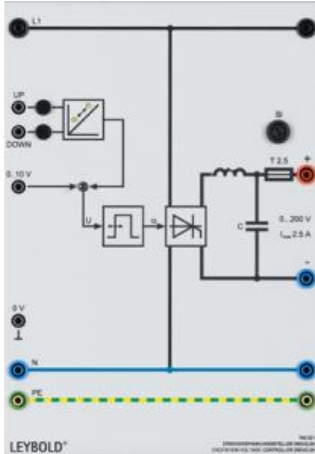 L1
UP
DOWN
SI
T 2.5
+
0...10 V
U
α
C
0...200 V
Imax 2.5 A
-
0 V
N
PE
LEYBOLD®